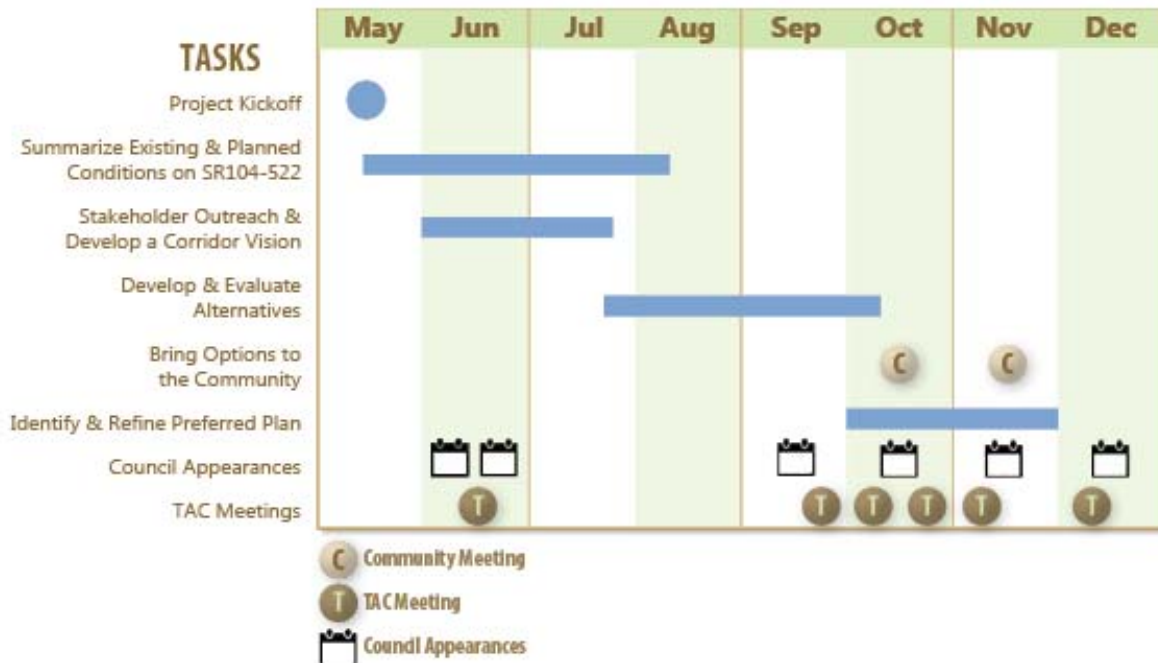 May Jun Jul Aug Sep Oct Nov Dec
TASKS
Project Kickoff
Summarize Existing & Planned
Conditions on SR104-522
Stakeholder Outreach &
Develop a Corridor Vision
Develop & Evaluate
Alternatives
Bring Options to
the Community
C C
Identify & Refine Preferred Plan
Council Appearances
TAC Meetings
T T T T T T
C Community Meeting
T TAC Meeting
Council Appearances